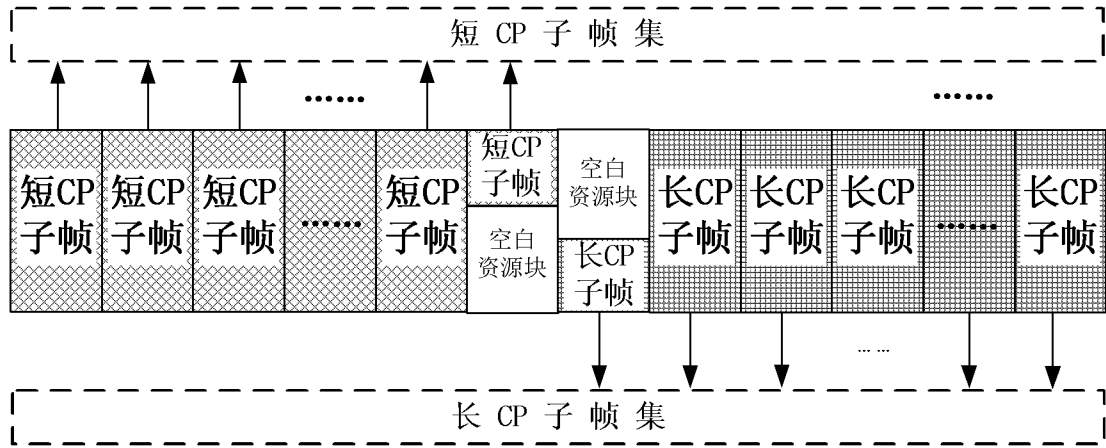 短 CP 子 帧 集
……
……
短CP
子帧
短CP
子帧
短CP
子帧
……
短CP
子帧
短CP
子帧
空白
资源块
空白
资源块
长CP
子帧
长CP
子帧
长CP
子帧
长CP
子帧
……
长CP
子帧
……
长 CP 子 帧 集